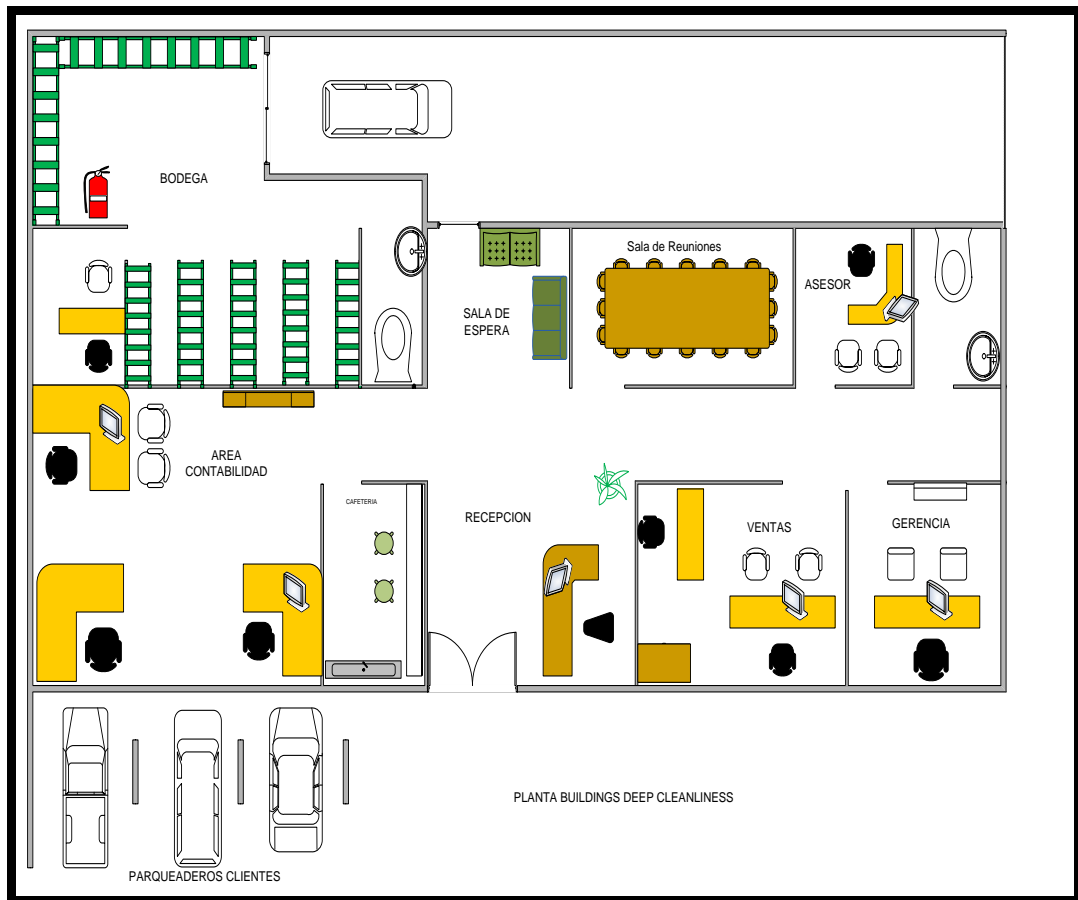 BODEGA
Sala de Reuniones
ASESOR
SALA DE
ESPERA
AREA
CONTABILIDAD
CAFETERIA
RECEPCION
VENTAS
GERENCIA
PLANTA BUILDINGS DEEP CLEANLINESS
PARQUEADEROS CLIENTES